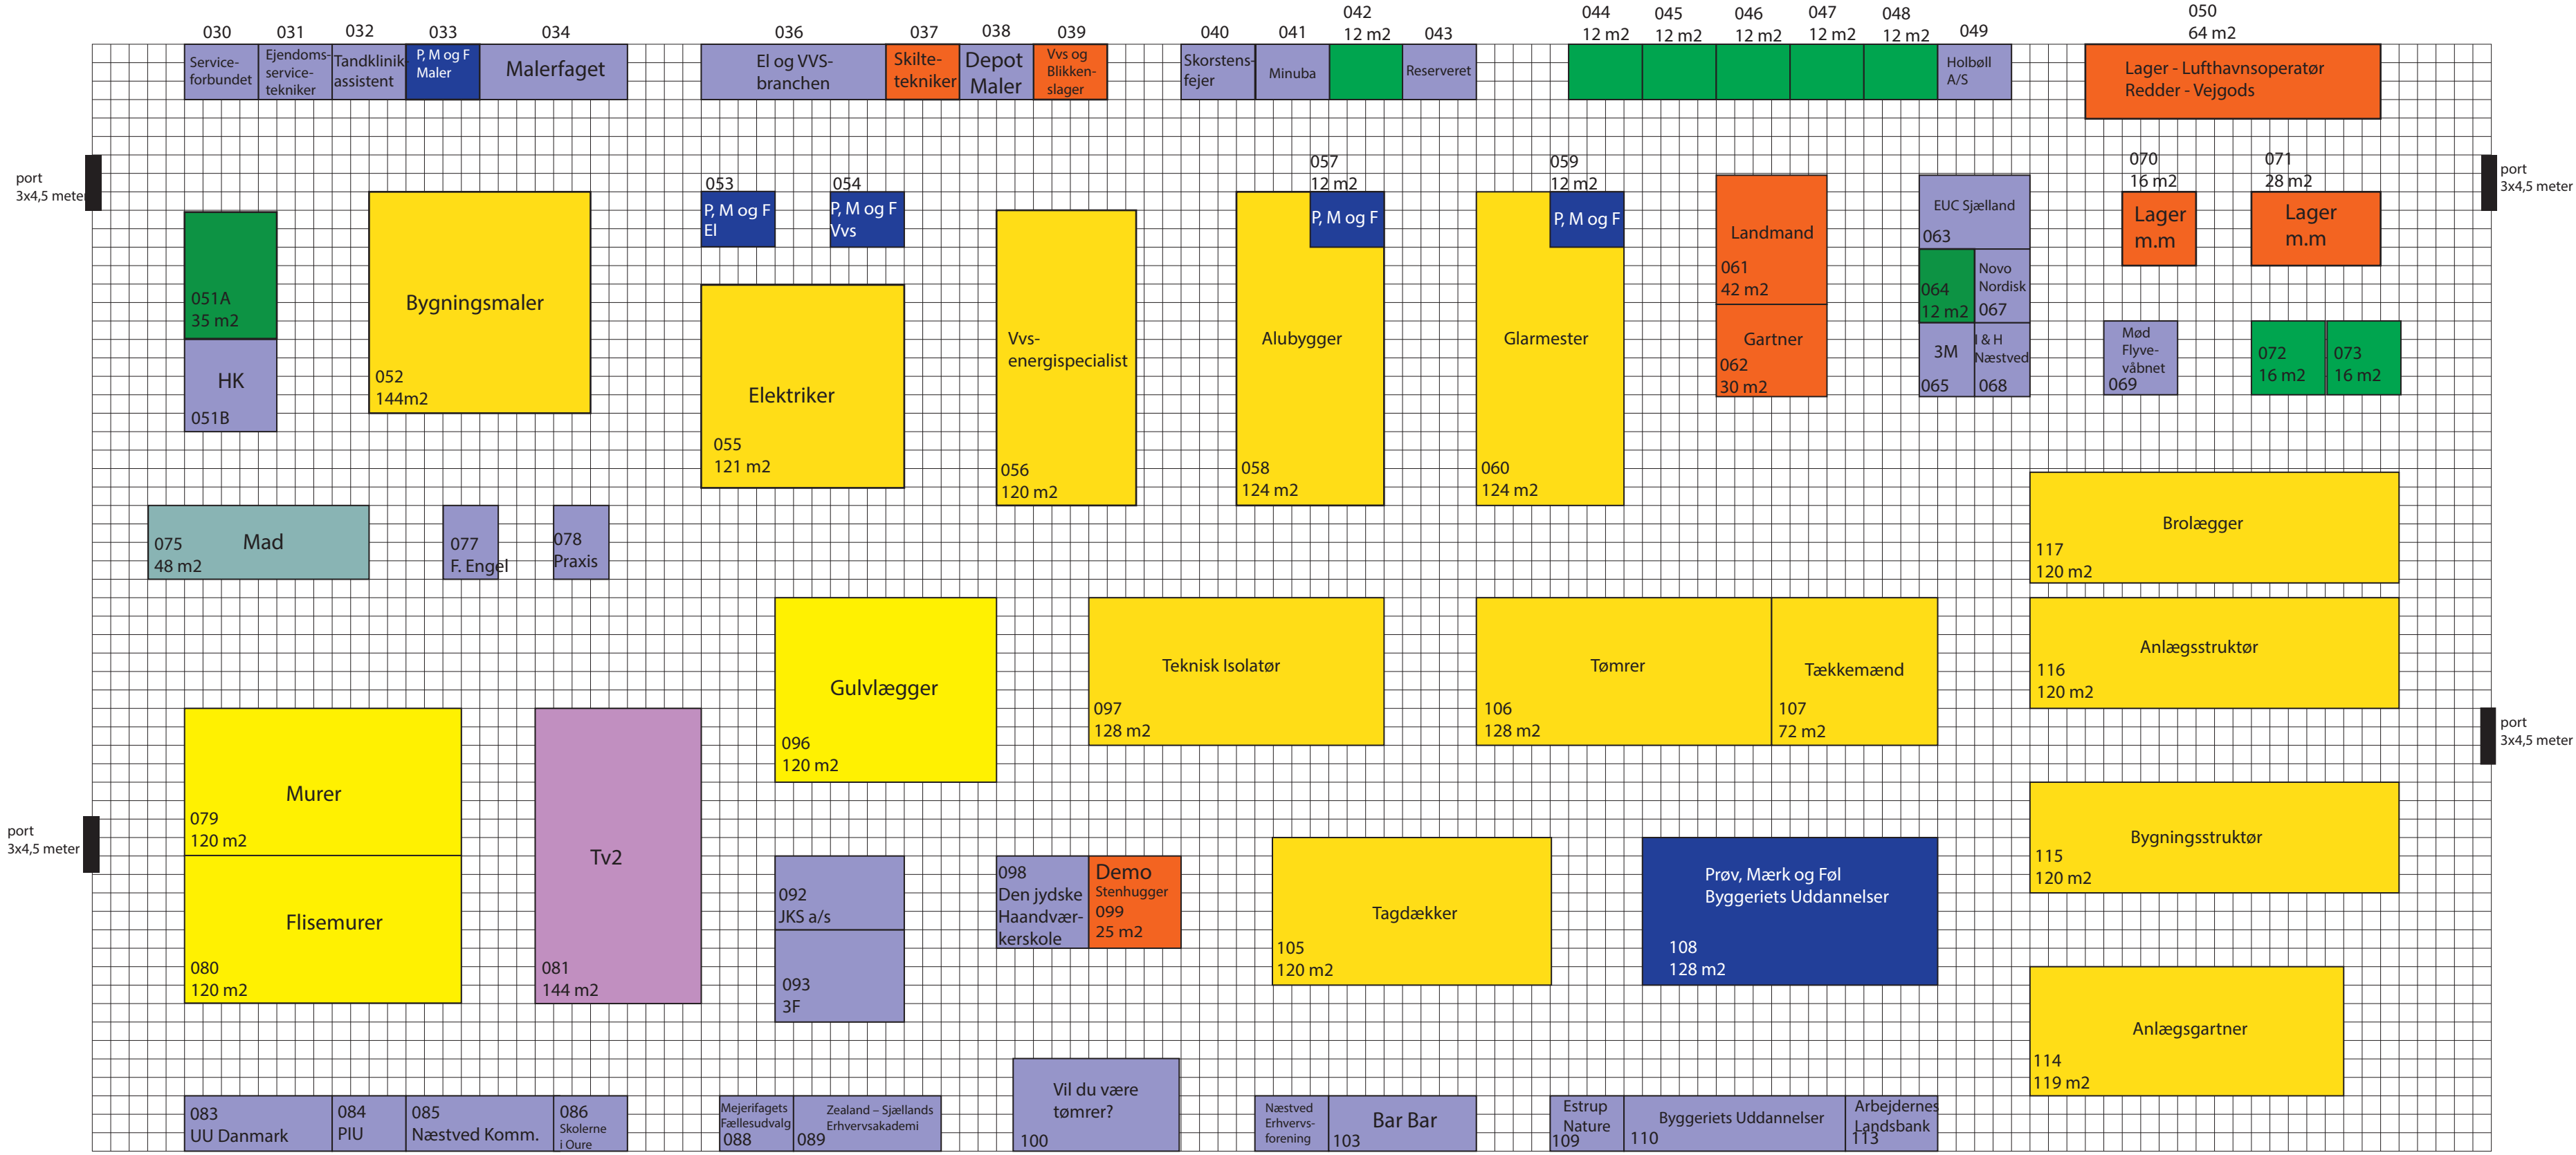 030
031
032
033
034
036
037
038
039
040
041
042
12 m2
043
044
12 m2
045
12 m2
046
12 m2
047
12 m2
048
12 m2
049
050
64 m2
Service-
forbundet
Ejendoms-
service-
tekniker
Tandklinik-
assistent
P, M og F
Maler
Malerfaget
El og VVS-
branchen
Skilte-
tekniker
Depot
Maler
Vvs og
Blikken-
slager
Skorstens-
fejer
Minuba
Reserveret
Holbøll
A/S
Lager - Lufthavnsoperatør
Redder - Vejgods
port
3x4,5 meter
051A
35 m2
HK
051B
Bygningsmaler
052
144m2
053
P, M og F
El
054
P, M og F
Vvs
Elektriker
055
121 m2
Vvs-
energispecialist
056
120 m2
057
12 m2
P, M og F
Alubygger
058
124 m2
059
12 m2
P, M og F
Glarmester
060
124 m2
Landmand
061
42 m2
Gartner
062
30 m2
EUC Sjælland
063
064
12 m2
Novo
Nordisk
067
3M
065
I & H
Næstved
068
070
16 m2
Lager
m.m
071
28 m2
Lager
m.m
port
3x4,5 meter
Mød
Flyve-
våbnet
069
072
16 m2
073
16 m2
075
48 m2
Mad
077
F. Engel
078
Praxis
Brolægger
117
120 m2
Gulvlægger
096
120 m2
Teknisk Isolatør
097
128 m2
Tømrer
106
128 m2
Tækkemænd
107
72 m2
Anlægsstruktør
116
120 m2
port
3x4,5 meter
Murer
079
120 m2
port
3x4,5 meter
Flisemurer
080
120 m2
Tv2
081
144 m2
092
JKS a/s
093
3F
098
Den jydske
Haandvær-
kerskole
Demo
Stenhugger
099
25 m2
Tagdækker
105
120 m2
Prøv, Mærk og Føl
Byggeriets Uddannelser
108
128 m2
Bygningsstruktør
115
120 m2
Anlægsgartner
114
119 m2
083
UU Danmark
084
PIU
085
Næstved Komm.
086
Skolerne
i Oure
Mejerifagets
Fællesudvalg
088
Zealand – Sjællands
Erhvervsakademi
089
Vil du være
tømrer?
100
Næstved
Erhvervs-
forening
Bar Bar
103
Estrup
Nature
109
Byggeriets Uddannelser
110
Arbejdernes
Landsbank
113